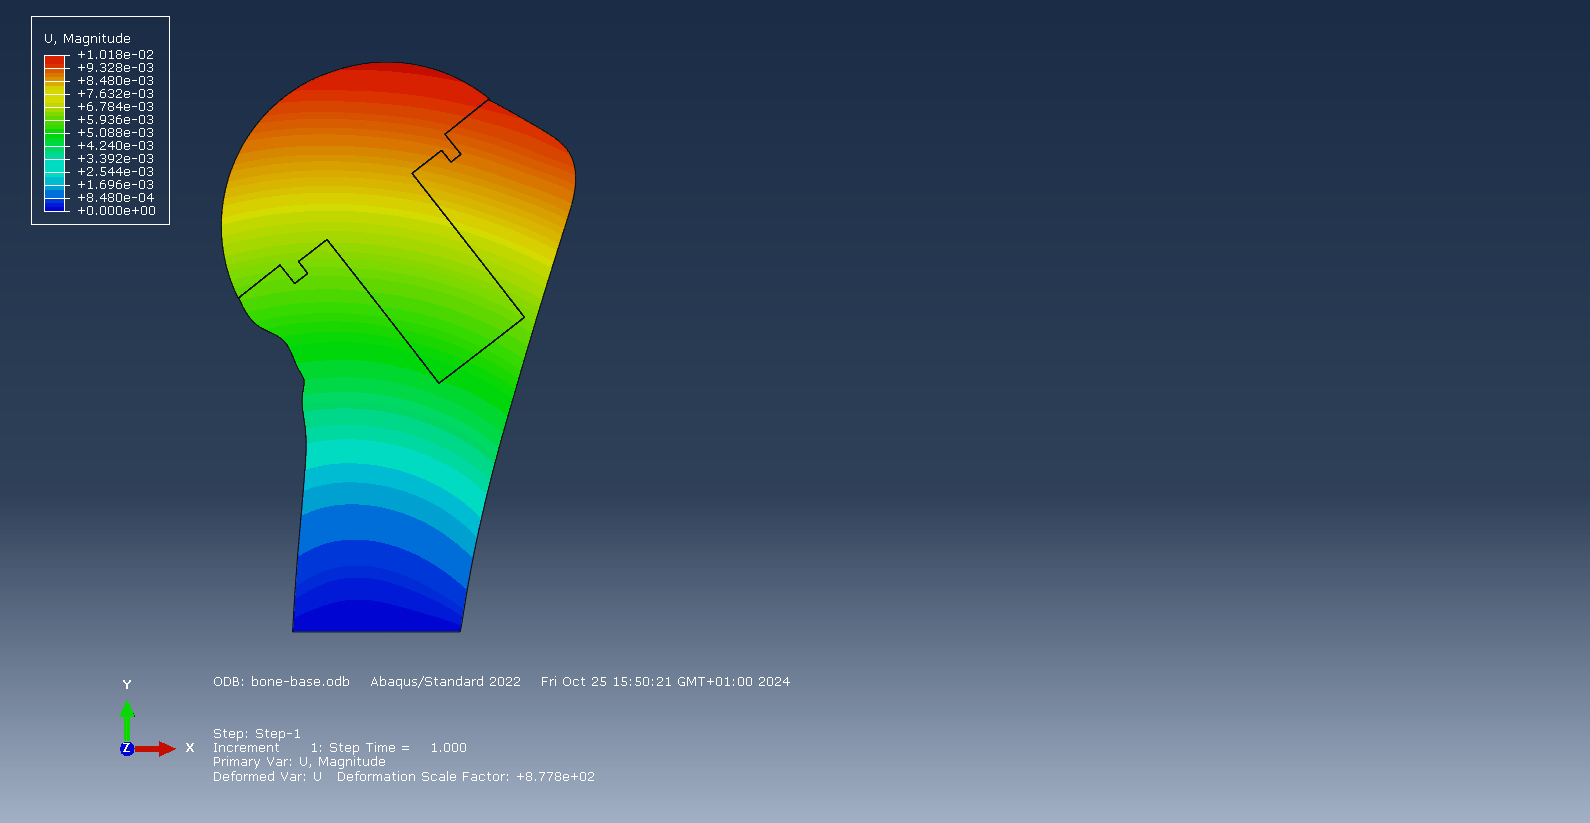 U, Magnitude
+1.018e-02
+9.328e-03
+8.480e-03
+7.632e-03
+6.784e-03
+5.936e-03
+5.088e-03
+4.240e-03
+3.392e-03
+2.544e-03
+1.696e-03
+8.480e-04
+0.000e+00
ODB: bone-base.odb Abaqus/Standard 2022 Fri Oct 25 15:50:21 GMT+01:00 2024
Y
Z
X
Step: Step-1
Increment 1: Step Time = 1.000
Primary Var: U, Magnitude
Deformed Var: U Deformation Scale Factor: +8.778e+02